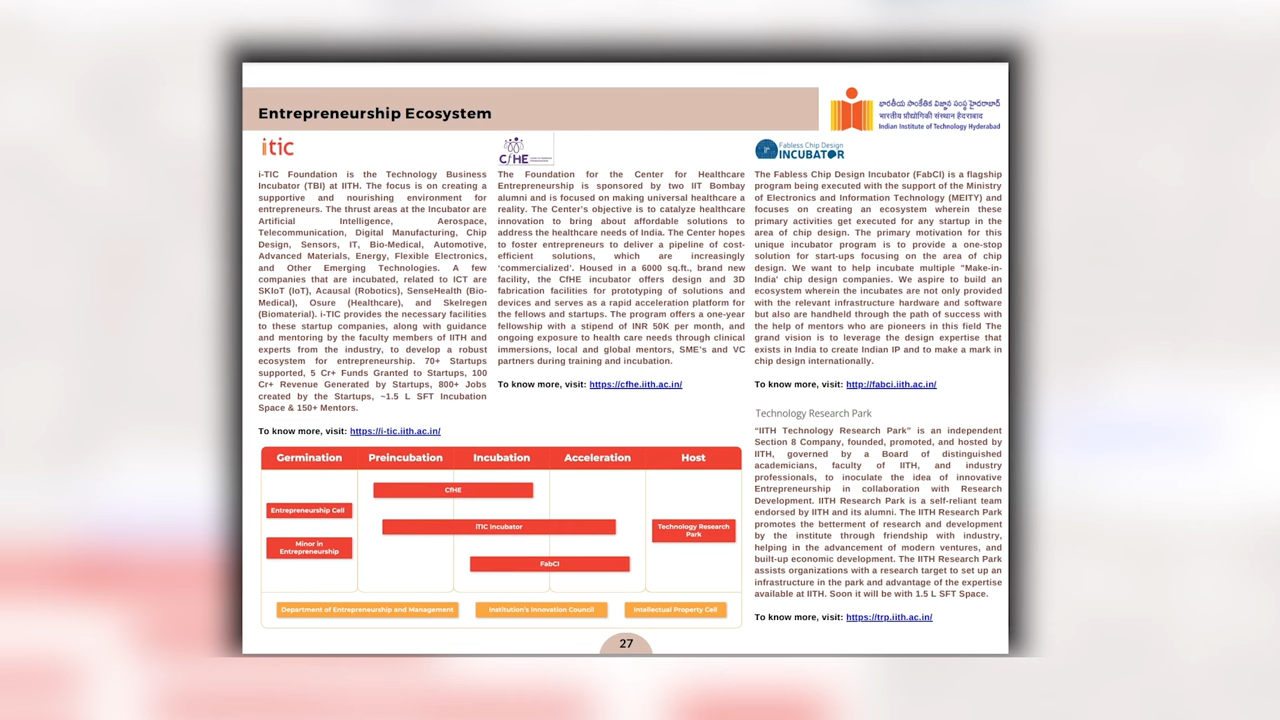 Entrepreneurship Ecosystem
భారతీయ సాంకేతిక విజ్ఞాన సంస్థ హైదరాబాద్
भारतीय प्रौद्योगिकी संस्थान हैदराबाद
Indian Institute of Technology Hyderabad
itic
i-TIC Foundation is the Technology Business
Incubator (TBI) at IITH. The focus is on creating a
supportive and nourishing environment for
entrepreneurs. The thrust areas at the Incubator are
Artificial Intelligence, Aerospace,
Telecommunication, Digital Manufacturing, Chip
Design, Sensors, IT, Bio-Medical, Automotive,
Advanced Materials, Energy, Flexible Electronics,
and Other Emerging Technologies. A few
companies that are incubated, related to ICT are
SKIoT (IoT), Acausal (Robotics), SenseHealth (Bio-
Medical), Osure (Healthcare), and Skelregen
(Biomaterial). i-TIC provides the necessary facilities
to these startup companies, along with guidance
and mentoring by the faculty members of IITH and
experts from the industry, to develop a robust
ecosystem for entrepreneurship. 70+ Startups
supported, 5 Cr+ Funds Granted to Startups, 100
Cr+ Revenue Generated by Startups, 800+ Jobs
created by the Startups, ~1.5 L SFT Incubation
Space & 150+ Mentors.
To know more, visit: https://i-tic.iith.ac.in/
CfHE
The Foundation for the Center for Healthcare
Entrepreneurship is sponsored by two IIT Bombay
alumni and is focused on making universal healthcare a
reality. The Center's objective is to catalyze healthcare
innovation to bring about affordable solutions to
address the healthcare needs of India. The Center hopes
to foster entrepreneurs to deliver a pipeline of cost-
efficient solutions, which are increasingly
‘commercialized’. Housed in a 6000 sq.ft., brand new
facility, the CfHE incubator offers design and 3D
fabrication facilities for prototyping of solutions and
devices and serves as a rapid acceleration platform for
the fellows and startups. The program offers a one-year
fellowship with a stipend of INR 50K per month, and
ongoing exposure to health care needs through clinical
immersions, local and global mentors, SME's and VC
partners during training and incubation.
To know more, visit: https://cfhe.iith.ac.in/
Fabless Chip Design
INCUBATOR
The Fabless Chip Design Incubator (FabCI) is a flagship
program being executed with the support of the Ministry
of Electronics and Information Technology (MEITY) and
focuses on creating an ecosystem wherein these
primary activities get executed for any startup in the
area of chip design. The primary motivation for this
unique incubator program is to provide a one-stop
solution for start-ups focusing on the area of chip
design. We want to help incubate multiple "Make-in-
India' chip design companies. We aspire to build an
ecosystem wherein the incubates are not only provided
with the relevant infrastructure hardware and software
but also are handheld through the path of success with
the help of mentors who are pioneers in this field The
grand vision is to leverage the design expertise that
exists in India to create Indian IP and to make a mark in
chip design internationally.
To know more, visit: http://fabci.iith.ac.in/
Technology Research Park
“IITH Technology Research Park” is an independent
Section 8 Company, founded, promoted, and hosted by
IITH, governed by a Board of distinguished
academicians, faculty of IITH, and industry
professionals, to inoculate the idea of innovative
Entrepreneurship in collaboration with Research
Development. IITH Research Park is a self-reliant team
endorsed by IITH and its alumni. The IITH Research Park
promotes the betterment of research and development
by the institute through friendship with industry,
helping in the advancement of modern ventures, and
built-up economic development. The IITH Research Park
assists organizations with a research target to set up an
infrastructure in the park and advantage of the expertise
available at IITH. Soon it will be with 1.5 L SFT Space.
To know more, visit: https://trp.iith.ac.in/
Germination Preincubation Incubation Acceleration Host
CfHE
Entrepreneurship Cell
iTIC Incubator
Technology Research
Park
Minor in
Entrepreneurship
FabCI
Department of Entrepreneurship and Management
Institution's Innovation Council
Intellectual Property Cell
27